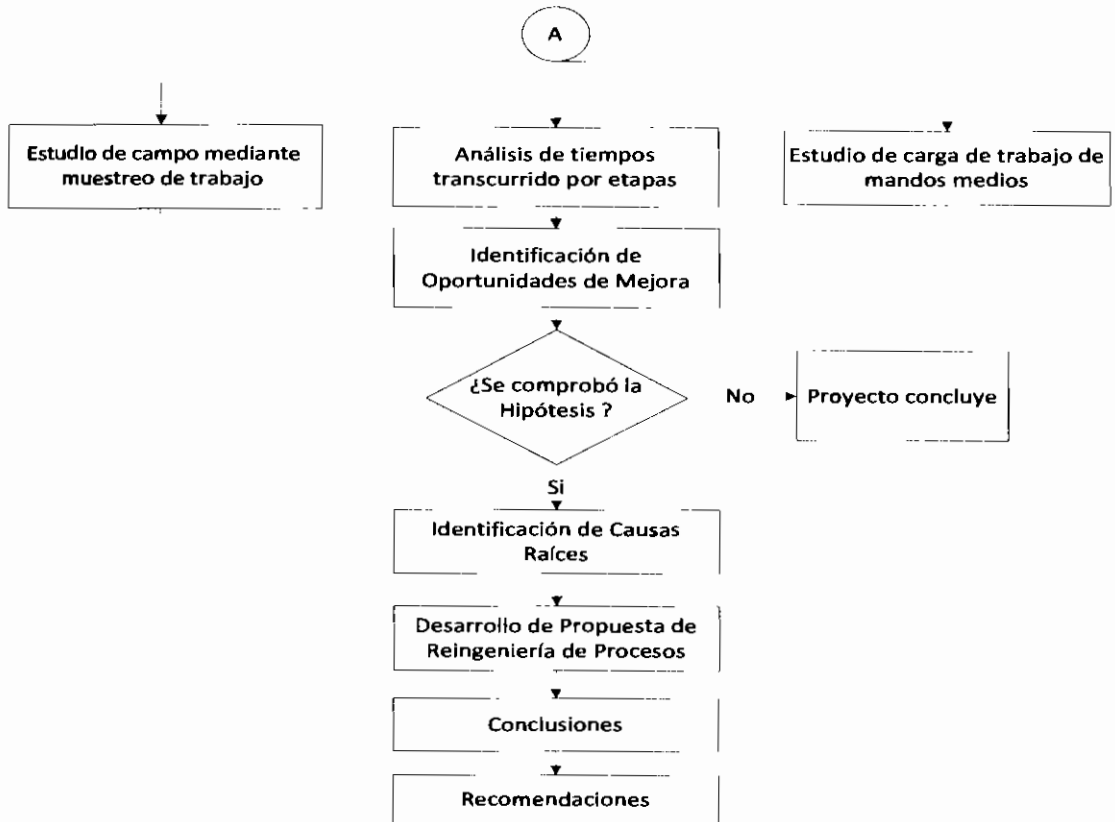 A
Estudio de campo mediante
muestreo de trabajo
Análisis de tiempos
transcurrido por etapas
Estudio de carga de trabajo de
mandos medios
Identificación de
Oportunidades de Mejora
¿Se comprobó la
Hipótesis ?
No
Proyecto concluye
Si
Identificación de Causas
Raíces
Desarrollo de Propuesta de
Reingeniería de Procesos
Conclusiones
Recomendaciones